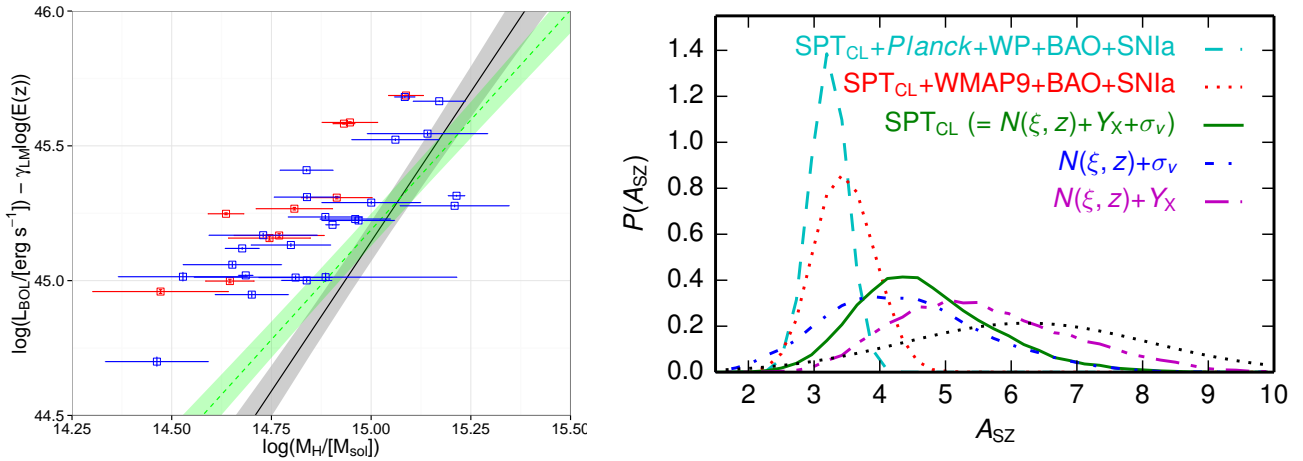 46.0
45.5
45.0
44.5
log(L_BOL/[erg s⁻¹]) − γ_LM log(E(z))
14.25 14.50 14.75 15.00 15.25 15.50
log(M_H/[M_sol])
SPT_CL+Planck+WP+BAO+SNIa
SPT_CL+WMAP9+BAO+SNIa
SPT_CL (= N(ξ, z)+Y_X+σ_v)
N(ξ, z)+σ_v
N(ξ, z)+Y_X
1.4
1.2
1.0
0.8
0.6
0.4
0.2
0.0
P(A_SZ)
2 3 4 5 6 7 8 9 10
A_SZ